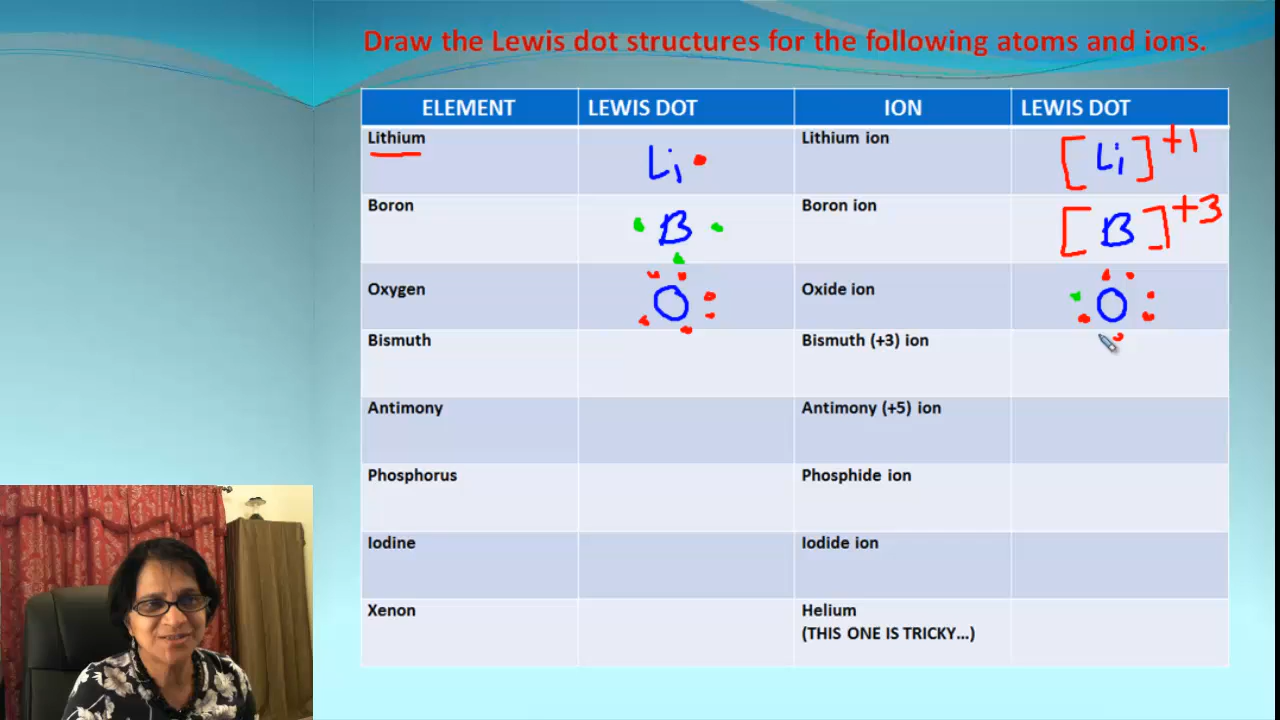 Draw the Lewis dot structures for the following atoms and ions.
ELEMENT LEWIS DOT ION LEWIS DOT
Lithium Li Lithium ion [Li]+1
Boron B Boron ion [B]+3
Oxygen O Oxide ion O
Bismuth Bismuth (+3) ion
Antimony Antimony (+5) ion
Phosphorus Phosphide ion
Iodine Iodide ion
Xenon Helium
(THIS ONE IS TRICKY...)